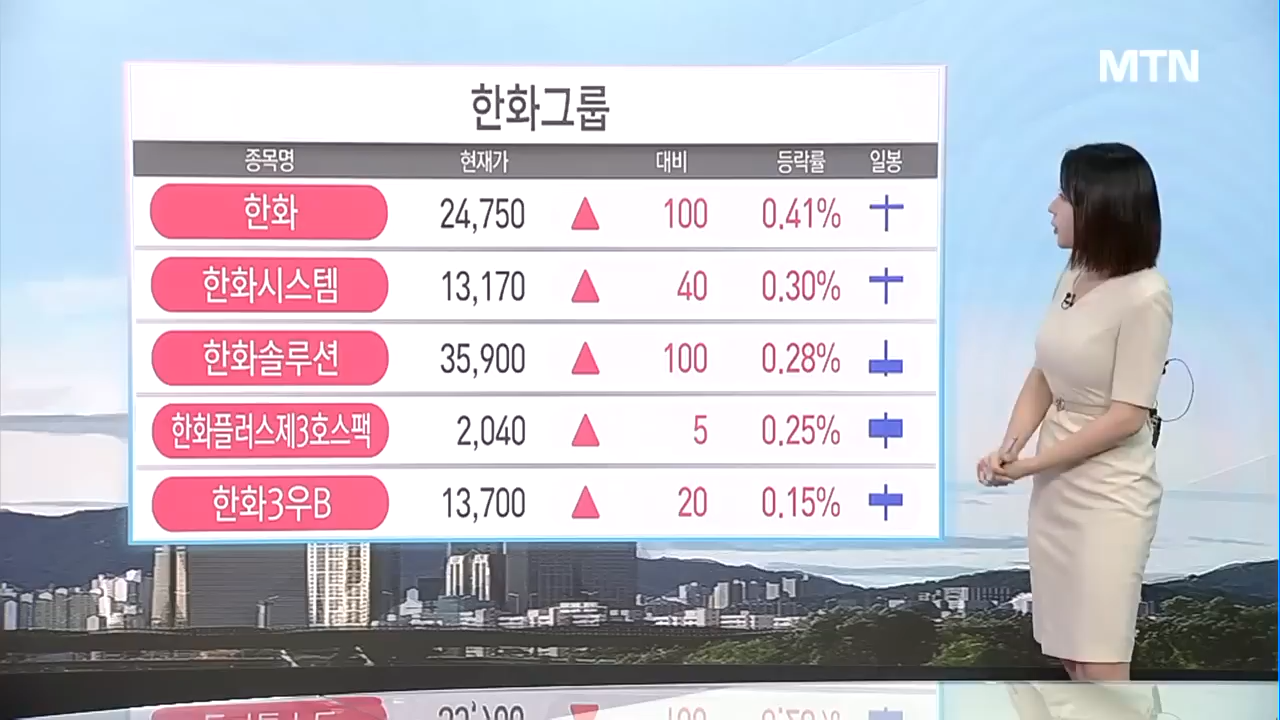 MTN
한화그룹
종목명 현재가 대비 등락률 일봉
한화 24,750 ▲ 100 0.41%
한화시스템 13,170 ▲ 40 0.30%
한화솔루션 35,900 ▲ 100 0.28%
한화플러스제3호스팩 2,040 ▲ 5 0.25%
한화3우B 13,700 ▲ 20 0.15%